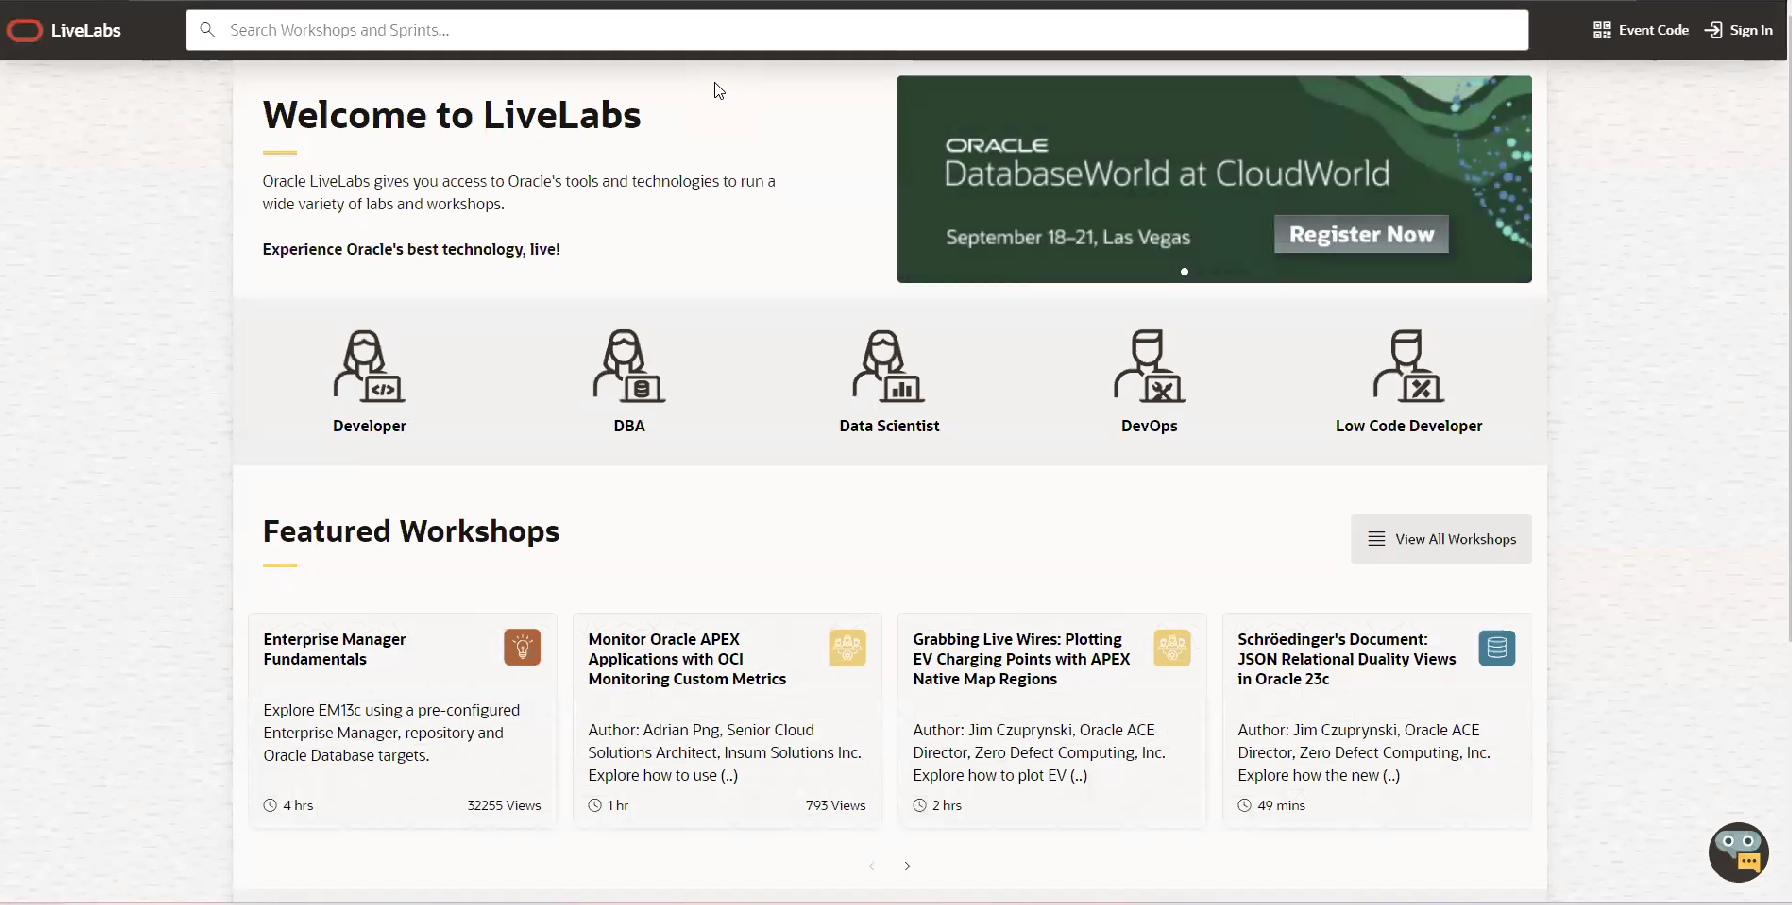 LiveLabs
Search Workshops and Sprints...
Event Code
Sign In
Welcome to LiveLabs
Oracle LiveLabs gives you access to Oracle's tools and technologies to run a
wide variety of labs and workshops.
Experience Oracle's best technology, live!
ORACLE
DatabaseWorld at CloudWorld
September 18–21, Las Vegas
Register Now
Developer
DBA
Data Scientist
DevOps
Low Code Developer
Featured Workshops
View All Workshops
Enterprise Manager
Fundamentals
Explore EM13c using a pre-configured
Enterprise Manager, repository and
Oracle Database targets.
4 hrs
32255 Views
Monitor Oracle APEX
Applications with OCI
Monitoring Custom Metrics
Author: Adrian Png, Senior Cloud
Solutions Architect, Insum Solutions Inc.
Explore how to use (..)
1 hr
793 Views
Grabbing Live Wires: Plotting
EV Charging Points with APEX
Native Map Regions
Author: Jim Czuprynski, Oracle ACE
Director, Zero Defect Computing, Inc.
Explore how to plot EV (..)
2 hrs
Schröedinger's Document:
JSON Relational Duality Views
in Oracle 23c
Author: Jim Czuprynski, Oracle ACE
Director, Zero Defect Computing, Inc.
Explore how the new (..)
49 mins